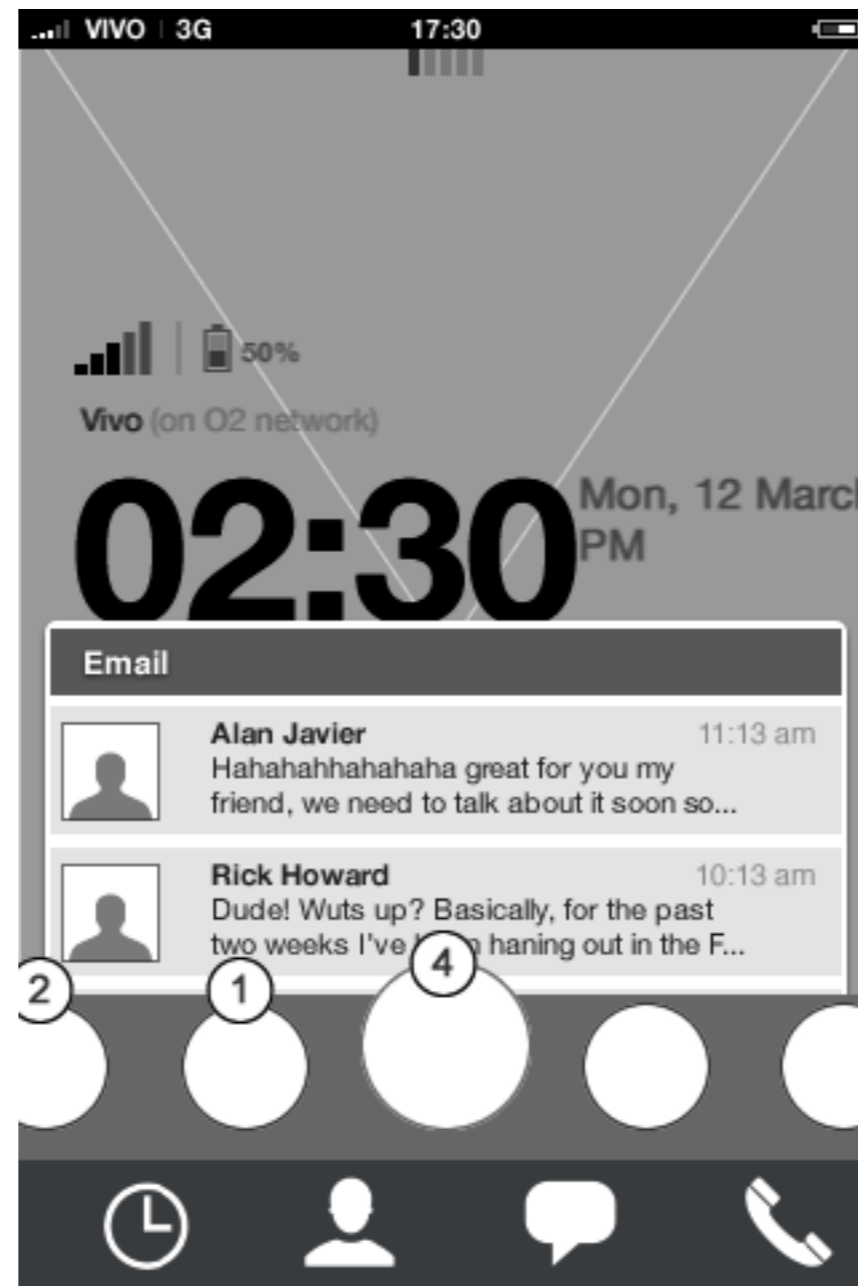 VIVO 3G 17:30
50%
Vivo (on O2 network)
02:30
Mon, 12 March
PM
Email
Alan Javier 11:13 am
Hahahahhahahaha great for you my
friend, we need to talk about it soon so...
Rick Howard 10:13 am
Dude! Wuts up? Basically, for the past
two weeks I've haning out in the F...
2 1 4